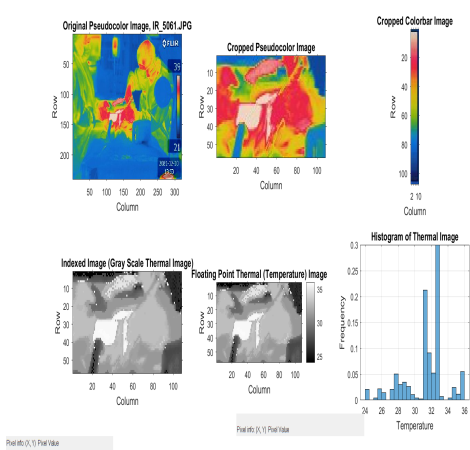 Original Pseudocolor Image, IR_5061.JPG
FLIR
39
21
50
100
150
200
Row
50 100 150 200 250 300
Column
Cropped Pseudocolor Image
10
20
30
40
50
Row
20 40 60 80 100
Column
Cropped Colorbar Image
20
40
60
80
100
Row
2 10
Column
Indexed Image (Gray Scale Thermal Image)
10
20
30
40
50
Row
20 40 60 80 100
Column
Floating Point Thermal (Temperature) Image
10
20
30
40
50
Row
20 40 60 80 100
Column
35
30
25
Histogram of Thermal Image
0.3
0.25
0.2
0.15
0.1
0.05
0
Frequency
24 26 28 30 32 34 36
Temperature
Pixel info: (X, Y) Pixel Value
Pixel info: (X, Y) Pixel Value